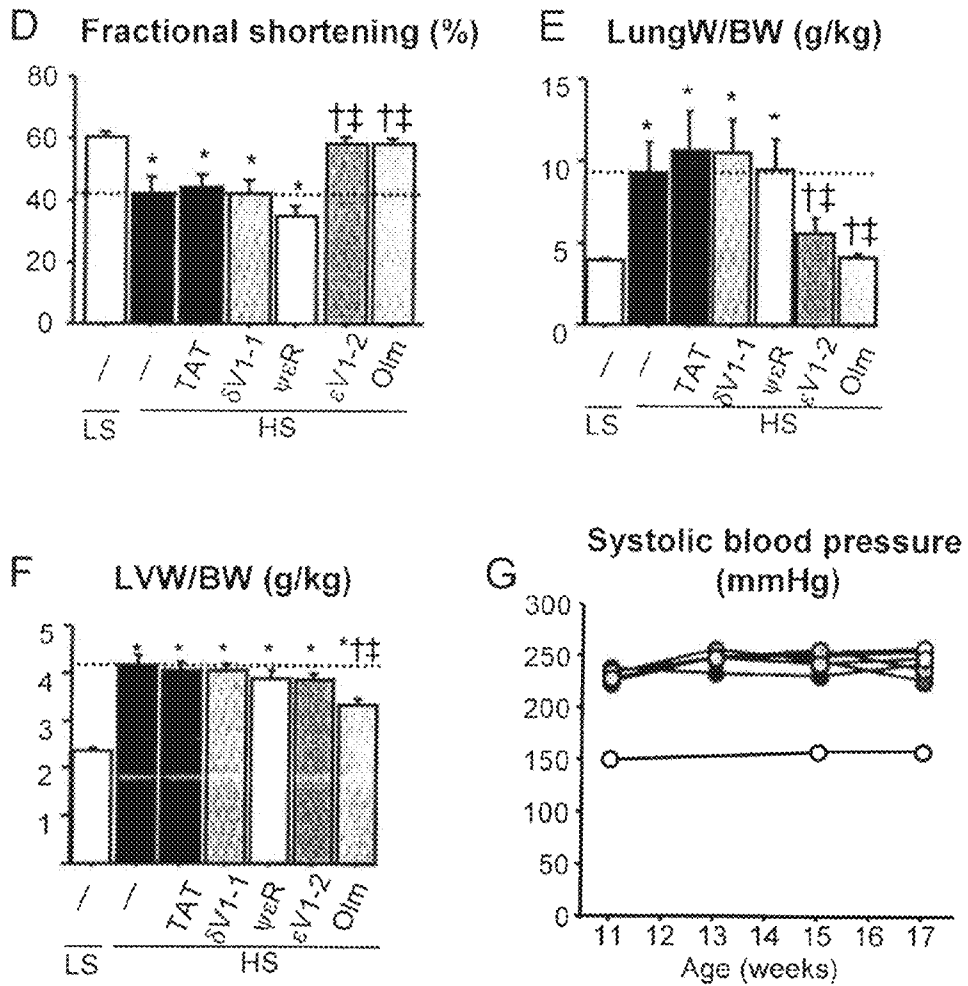 D Fractional shortening (%)
80
60
40
20
0
* * * * †‡ †‡
/ / TAT δV1-1 ψεR εV1-2 Olm
LS HS
E LungW/BW (g/kg)
15
10
5
0
* * * * †‡ †‡
/ / TAT δV1-1 ψεR εV1-2 Olm
LS HS
F LVW/BW (g/kg)
5
4
3
2
1
* * * * * *†‡
/ / TAT δV1-1 ψεR εV1-2 Olm
LS HS
G Systolic blood pressure
(mmHg)
300
250
200
150
100
50
0
11 12 13 14 15 16 17
Age (weeks)